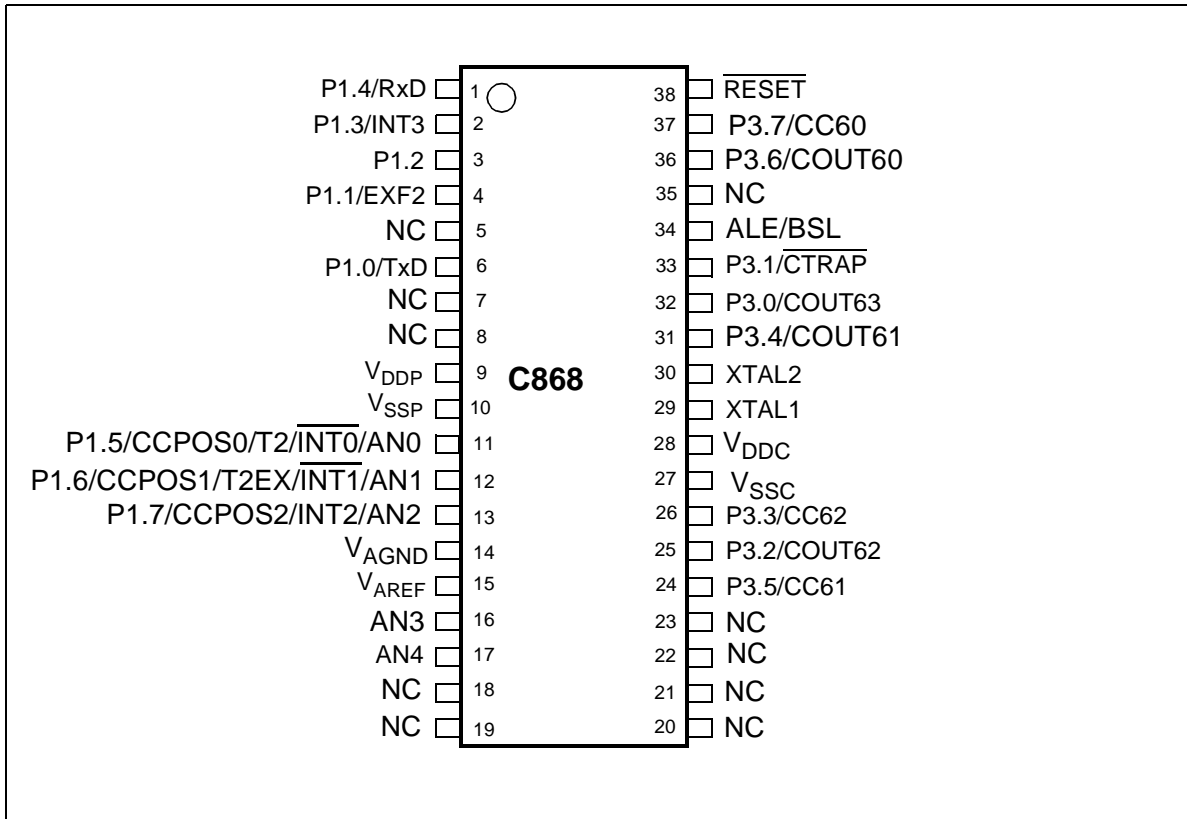 P1.4/RxD 1 38 RESET
P1.3/INT3 2 37 P3.7/CC60
P1.2 3 36 P3.6/COUT60
P1.1/EXF2 4 35 NC
NC 5 34 ALE/BSL
P1.0/TxD 6 33 P3.1/CTRAP
NC 7 32 P3.0/COUT63
NC 8 31 P3.4/COUT61
VDDP 9 C868 30 XTAL2
VSSP 10 29 XTAL1
P1.5/CCPOS0/T2/INT0/AN0 11 28 VDDC
P1.6/CCPOS1/T2EX/INT1/AN1 12 27 VSSC
P1.7/CCPOS2/INT2/AN2 13 26 P3.3/CC62
VAGND 14 25 P3.2/COUT62
VAREF 15 24 P3.5/CC61
AN3 16 23 NC
AN4 17 22 NC
NC 18 21 NC
NC 19 20 NC